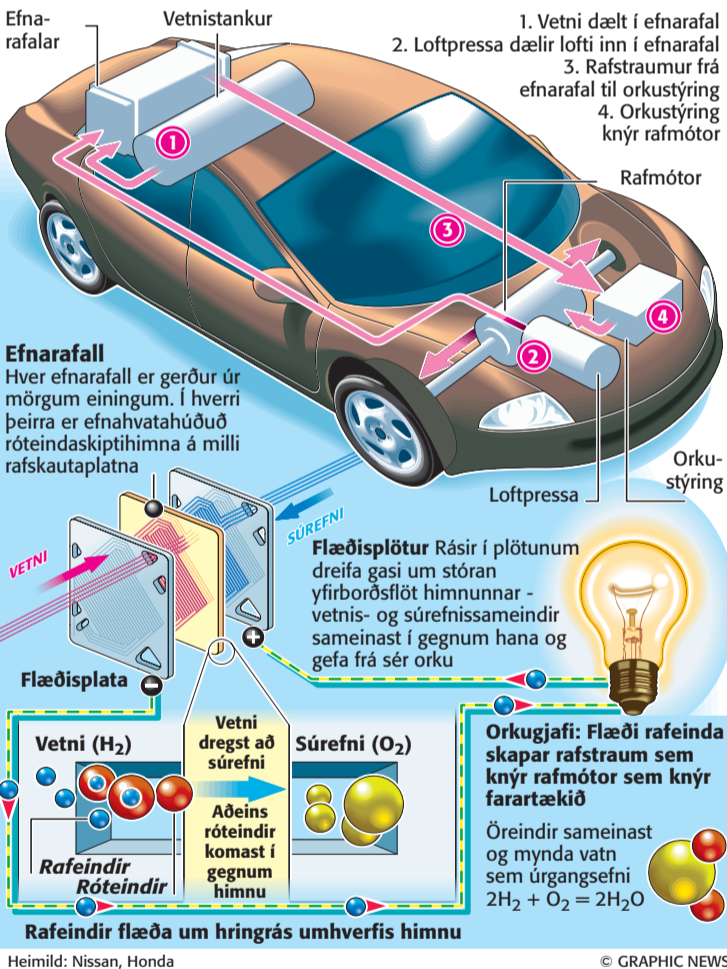 Efna-
rafalar
Vetnistankur
1. Vetni dælt í efnarafal
2. Loftpressa dælir lofti inn í efnarafal
3. Rafstraumur frá
efnarafal til orkustýring
4. Orkustýring
knýr rafmótor
Rafmótor
1
3
4
2
Efnarafall
Hver efnarafall er gerður úr
mörgum einingum. Í hverri
þeirra er efnahvatahúðuð
róteindaskiptihimna á milli
rafskautaplatna
Orku-
stýring
Loftpressa
VETNI
SÚREFNI
Flæðisplötur Rásir í plötunum
dreifa gasi um stóran
yfirborðsflöt himnunnar -
vetnis- og súrefnissameindir
sameinast í gegnum hana og
gefa frá sér orku
+
Flæðisplata
−
Vetni (H₂)
Vetni
dregst að
súrefni
Súrefni (O₂)
Aðeins
róteindir
komast í
gegnum
himnu
Rafeindir
Róteindir
Rafeindir flæða um hringrás umhverfis himnu
Orkugjafi: Flæði rafeinda
skapar rafstraum sem
knýr rafmótor sem knýr
farartækið
Öreindir sameinast
og mynda vatn
sem úrgangsefni
2H₂ + O₂ = 2H₂O
Heimild: Nissan, Honda
© GRAPHIC NEWS